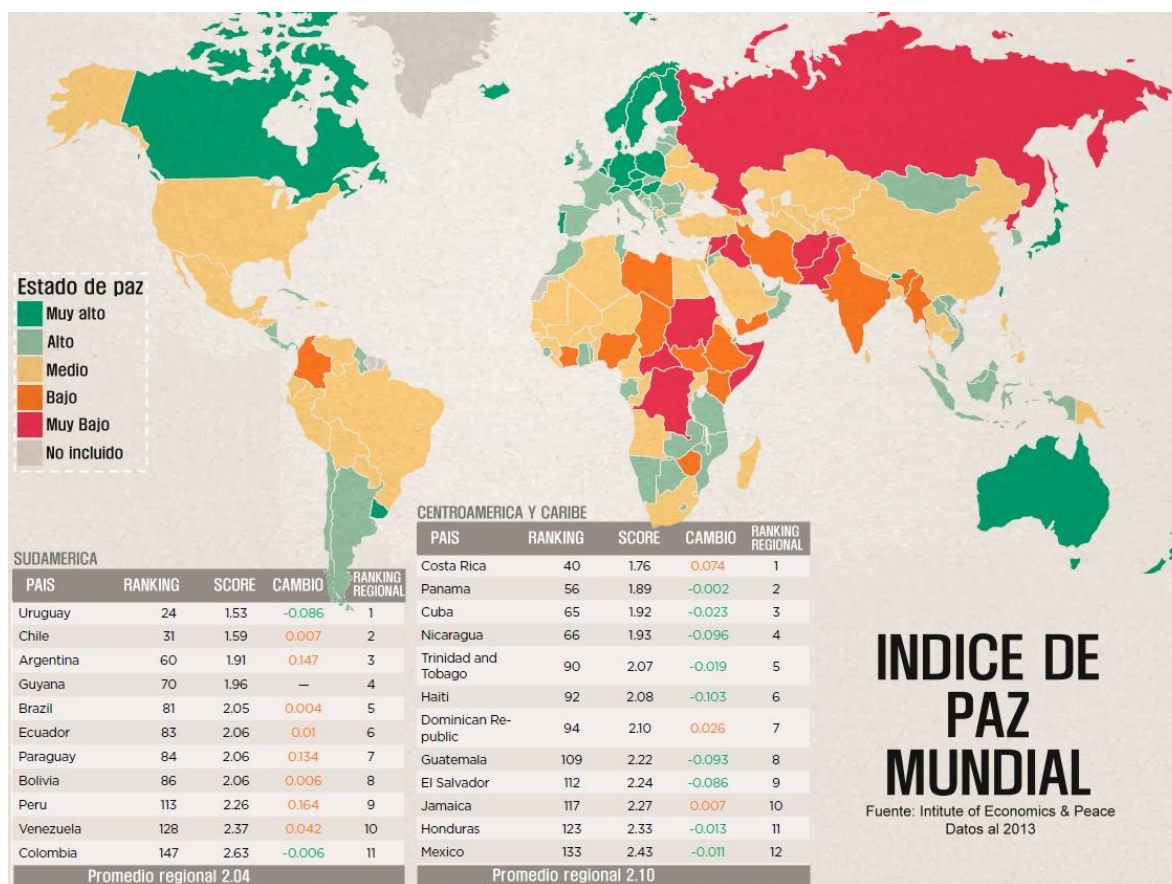 Estado de paz
Muy alto
Alto
Medio
Bajo
Muy Bajo
No incluido
SUDAMERICA
PAIS RANKING SCORE CAMBIO RANKING REGIONAL
Uruguay 24 1.53 -0.086 1
Chile 31 1.59 0.007 2
Argentina 60 1.91 0.147 3
Guyana 70 1.96 — 4
Brazil 81 2.05 0.004 5
Ecuador 83 2.06 0.01 6
Paraguay 84 2.06 0.134 7
Bolivia 86 2.06 0.006 8
Peru 113 2.26 0.164 9
Venezuela 128 2.37 0.042 10
Colombia 147 2.63 -0.006 11
Promedio regional 2.04
CENTROAMERICA Y CARIBE
PAIS RANKING SCORE CAMBIO RANKING REGIONAL
Costa Rica 40 1.76 0.074 1
Panama 56 1.89 -0.002 2
Cuba 65 1.92 -0.023 3
Nicaragua 66 1.93 -0.096 4
Trinidad and
Tobago 90 2.07 -0.019 5
Haiti 92 2.08 -0.103 6
Dominican Re-
public 94 2.10 0.026 7
Guatemala 109 2.22 -0.093 8
El Salvador 112 2.24 -0.086 9
Jamaica 117 2.27 0.007 10
Honduras 123 2.33 -0.013 11
Mexico 133 2.43 -0.011 12
Promedio regional 2.10
INDICE DE
PAZ
MUNDIAL
Fuente: Intitute of Economics & Peace
Datos al 2013